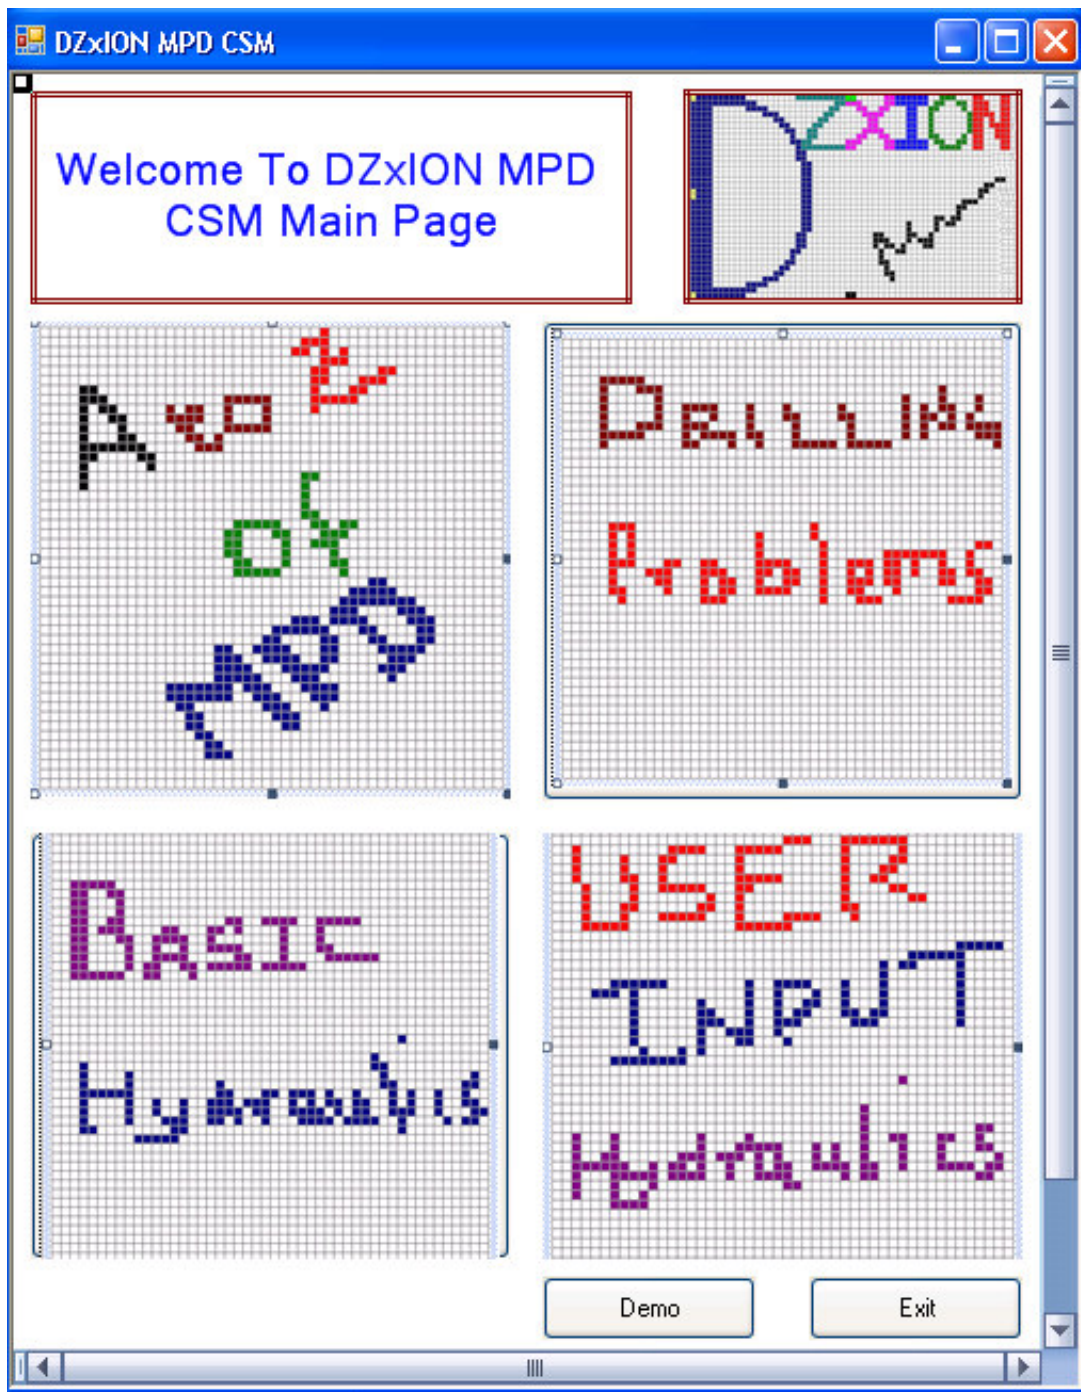 DZxION MPD CSM
Welcome To DZxION MPD
CSM Main Page
DZXION
A to Z
of
MPD
DRILLING
Problems
BASIC
Hydraulics
USER
INPUT
Hydraulics
Demo
Exit